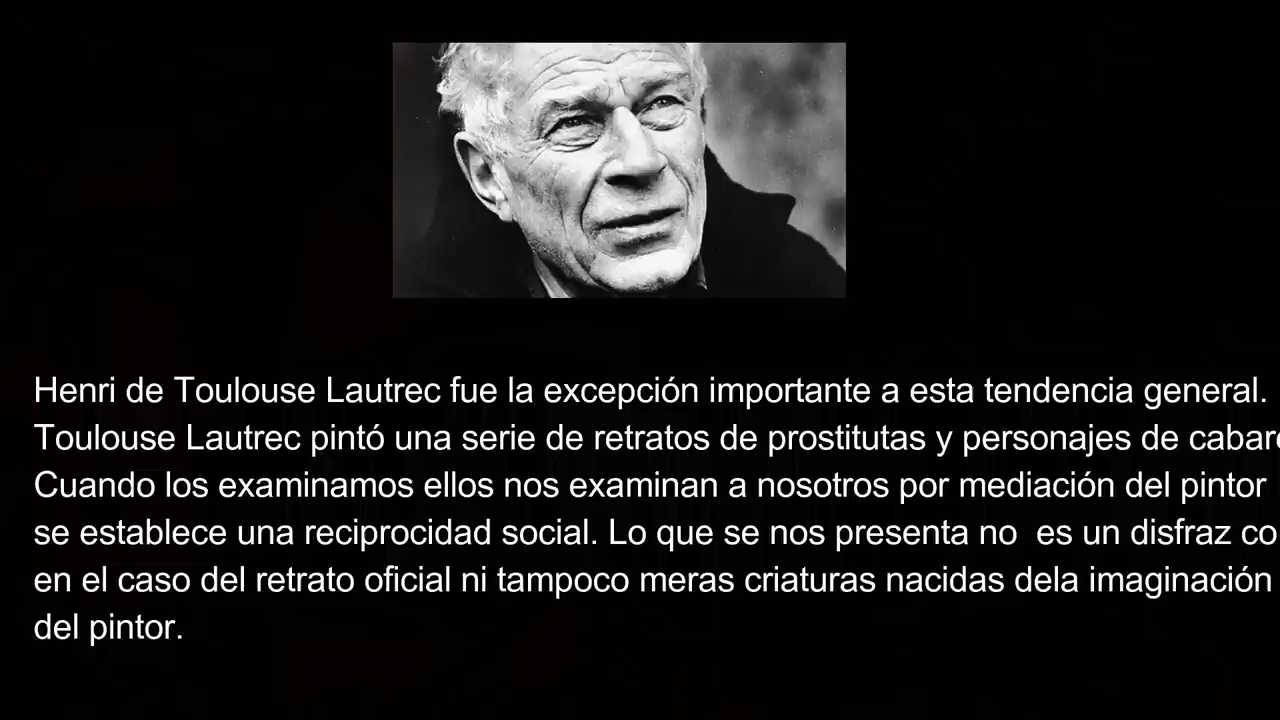 Henri de Toulouse Lautrec fue la excepción importante a esta tendencia general.
Toulouse Lautrec pintó una serie de retratos de prostitutas y personajes de
Cuando los examinamos ellos nos examinan a nosotros por mediación del pintor
se establece una reciprocidad social. Lo que se nos presenta no es un disfraz
en el caso del retrato oficial ni tampoco meras criaturas nacidas dela imaginación
del pintor.